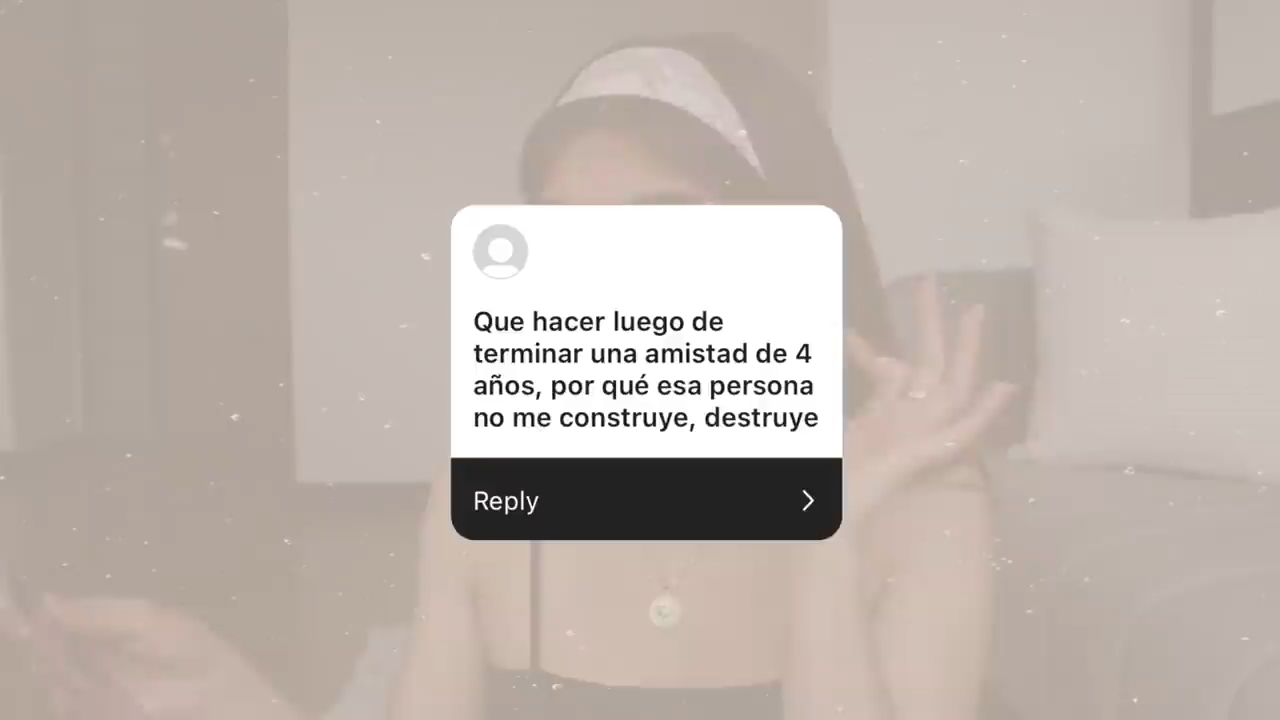 Que hacer luego de
terminar una amistad de 4
años, por qué esa persona
no me construye, destruye
Reply